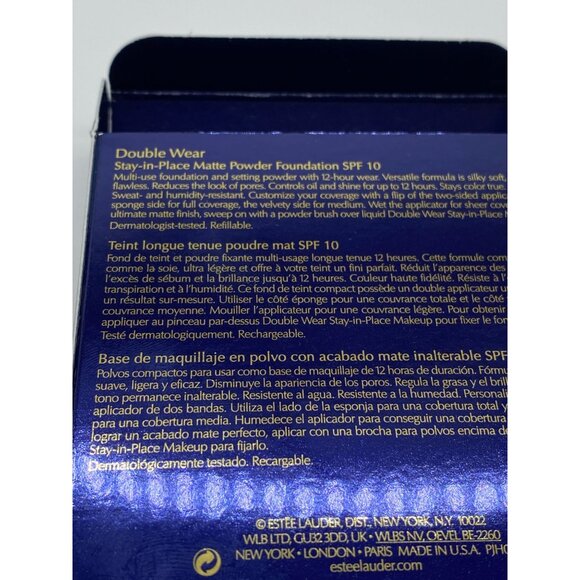 Double Wear
Stay-in-Place Matte Powder Foundation SPF 10
Multi-use foundation and setting powder with 12-hour wear. Versatile formula is silky soft,
flawless. Reduces the look of pores. Controls oil and shine for up to 12 hours. Stays color true.
Sweat- and humidity-resistant. Customize your coverage with a flip of the two-sided applic
sponge side for full coverage, the velvety side for medium. Wet the applicator for sheer cover
ultimate matte finish, sweep on with a powder brush over liquid Double Wear Stay-in-Place M
Dermatologist-tested. Refillable.
Teint longue tenue poudre mat SPF 10
Fond de teint et poudre fixante multi-usage longue tenue 12 heures. Cette formule com
comme la soie, ultra légère et offre à votre teint un fini parfait. Réduit l'apparence des
l'excès de sébum et la brillance jusqu'à 12 heures. Couleur haute fidélité. Résiste à l
transpiration et à l'humidité. Ce fond de teint compact possède un double applicateur u
un résultat sur-mesure. Utiliser le côté éponge pour une couvrance totale et le côté
couvrance moyenne. Mouiller l'applicateur pour une couvrance légère. Pour obtenir
appliquer au pinceau par-dessus Double Wear Stay-in-Place Makeup pour fixer le fon
Testé dermatologiquement. Rechargeable.
Base de maquillaje en polvo con acabado mate inalterable SPF
Polvos compactos para usar como base de maquillaje de 12 horas de duración. Fórmu
suave, ligera y eficaz. Disminuye la apariencia de los poros. Regula la grasa y el brill
tono permanece inalterable. Resistente al agua. Resistente a la humedad. Personali
aplicador de dos bandas. Utiliza el lado de la esponja para una cobertura total y
para una cobertura media. Humedece el aplicador para conseguir una cobertura
lograr un acabado mate perfecto, aplicar con una brocha para polvos encima de
Stay-in-Place Makeup para fijarlo.
Dermatológicamente testado. Recargable.
© ESTĒE LAUDER, DIST., NEW YORK, N.Y. 10022
WLB LTD, GU32 3DD, UK • WLBS NV, OEVEL BE-2260
NEW YORK • LONDON • PARIS MADE IN U.S.A. PJH
esteelauder.com